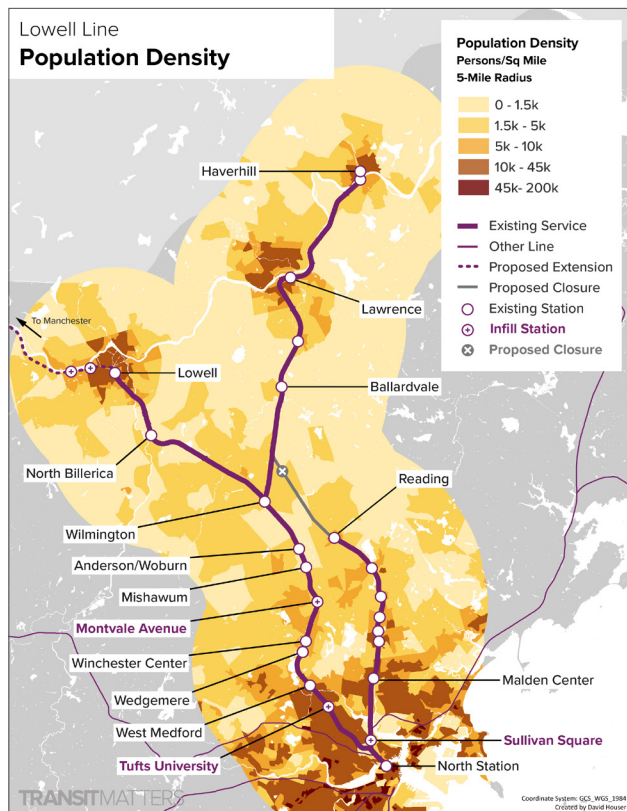 Lowell Line
Population Density
Population Density
Persons/Sq Mile
5-Mile Radius
0 - 1.5k
1.5k - 5k
5k - 10k
10k - 45k
45k- 200k
Existing Service
Other Line
Proposed Extension
Proposed Closure
Existing Station
Infill Station
Proposed Closure
Haverhill
Lawrence
To Manchester
Lowell
Ballardvale
North Billerica
Reading
Wilmington
Anderson/Woburn
Mishawum
Montvale Avenue
Winchester Center
Wedgemere
Malden Center
West Medford
Sullivan Square
Tufts University
North Station
TRANSITMATTERS
Coordinate System: GCS_WGS_1984
Created by David Houser